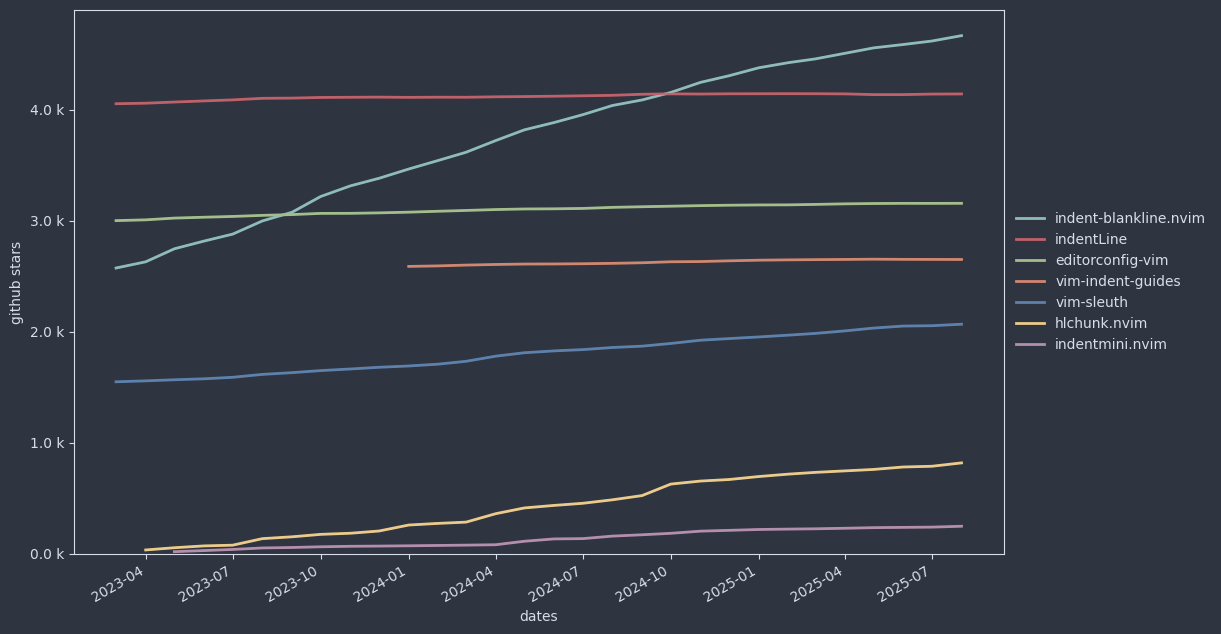 github stars
4.0 k
3.0 k
2.0 k
1.0 k
0.0 k
2023-04
2023-07
2023-10
2024-01
2024-04
2024-07
2024-10
2025-01
2025-04
2025-07
dates
indent-blankline.nvim
indentLine
editorconfig-vim
vim-indent-guides
vim-sleuth
hlchunk.nvim
indentmini.nvim